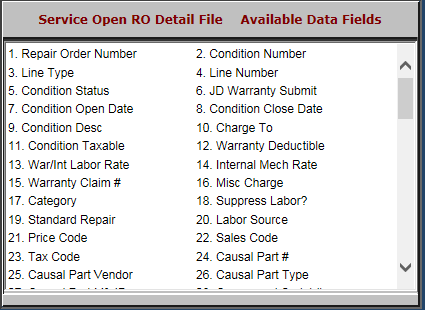 Service Open RO Detail File Available Data Fields
1. Repair Order Number 2. Condition Number
3. Line Type 4. Line Number
5. Condition Status 6. JD Warranty Submit
7. Condition Open Date 8. Condition Close Date
9. Condition Desc 10. Charge To
11. Condition Taxable 12. Warranty Deductible
13. War/Int Labor Rate 14. Internal Mech Rate
15. Warranty Claim # 16. Misc Charge
17. Category 18. Suppress Labor?
19. Standard Repair 20. Labor Source
21. Price Code 22. Sales Code
23. Tax Code 24. Causal Part #
25. Causal Part Vendor 26. Causal Part Type